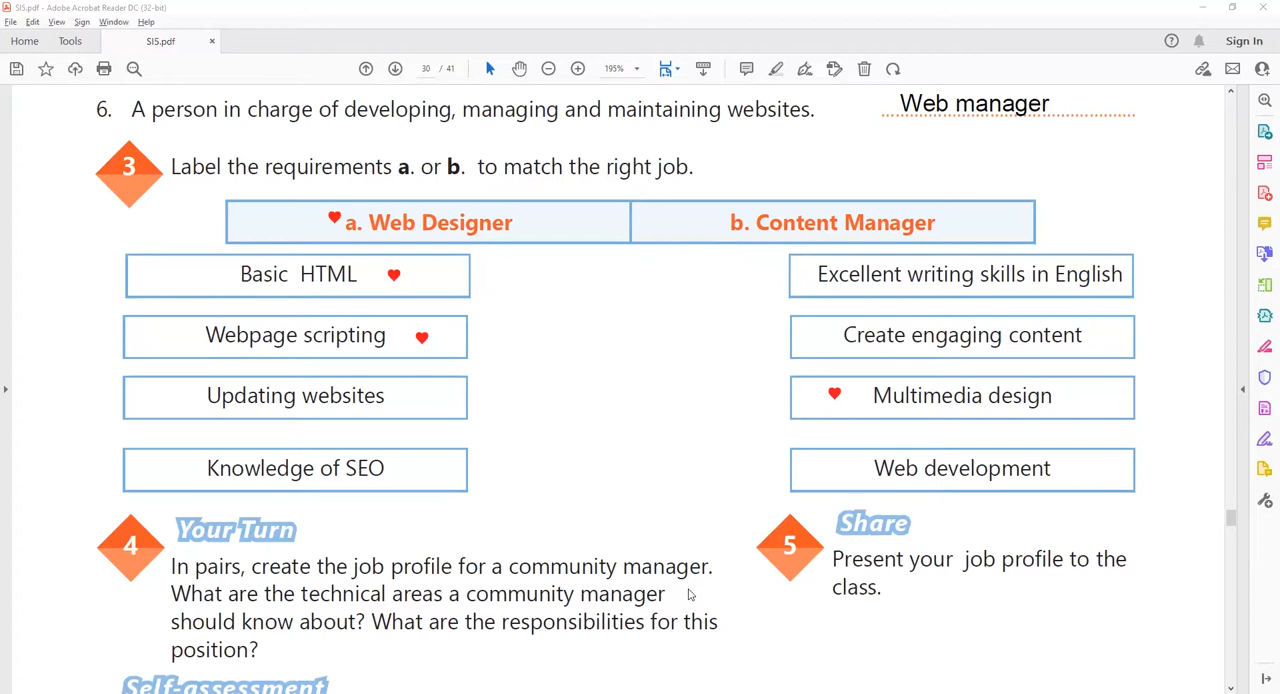 SI5.pdf - Adobe Acrobat Reader DC (32-bit)
File Edit View Sign Window Help
Home Tools SI5.pdf × Sign In
30 / 41 195%
6. A person in charge of developing, managing and maintaining websites. Web manager
3 Label the requirements a. or b. to match the right job.
a. Web Designer b. Content Manager
Basic HTML Excellent writing skills in English
Webpage scripting Create engaging content
Updating websites Multimedia design
Knowledge of SEO Web development
4 Your Turn
In pairs, create the job profile for a community manager.
What are the technical areas a community manager
should know about? What are the responsibilities for this
position?
5 Share
Present your job profile to the
class.
Self-assessment